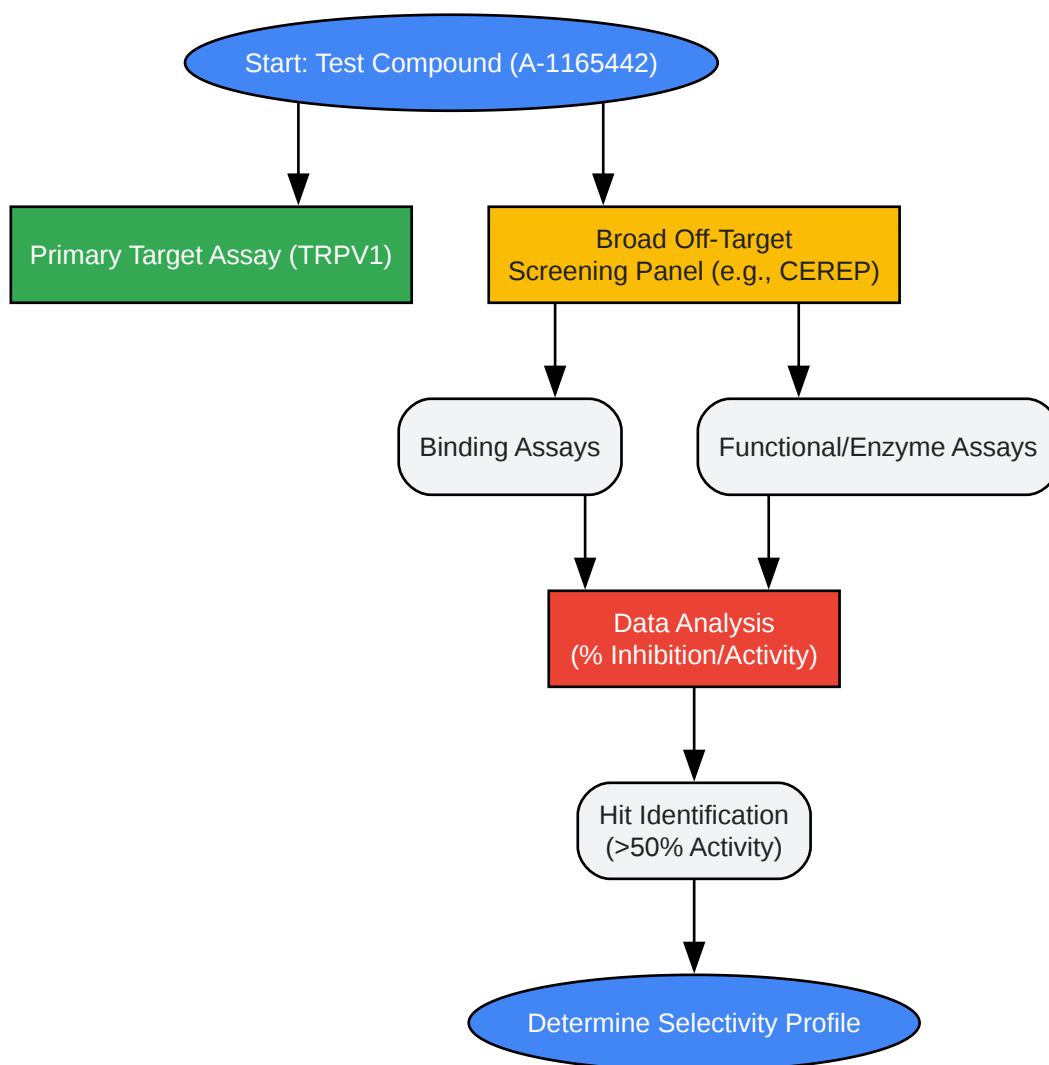 Start: Test Compound (A-1165442)
Primary Target Assay (TRPV1)
Broad Off-Target
Screening Panel (e.g., CEREP)
Binding Assays
Functional/Enzyme Assays
Data Analysis
(% Inhibition/Activity)
Hit Identification
(>50% Activity)
Determine Selectivity Profile